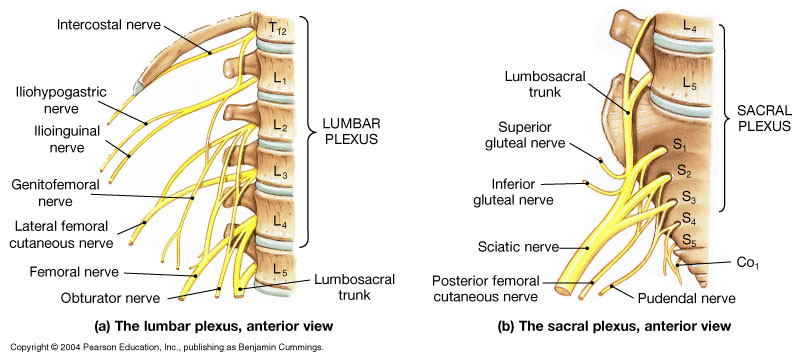 Intercostal nerve
Iliohypogastric
nerve
Ilioinguinal
nerve
Genitofemoral
nerve
Lateral femoral
cutaneous nerve
Femoral nerve
Obturator nerve
T12
L1
L2
L3
L4
L5
LUMBAR
PLEXUS
Lumbosacral
trunk
(a) The lumbar plexus, anterior view
Lumbosacral
trunk
Superior
gluteal nerve
Inferior
gluteal nerve
Sciatic nerve
Posterior femoral
cutaneous nerve
L4
L5
S1
S2
S3
S4
S5
Co1
Pudendal nerve
SACRAL
PLEXUS
(b) The sacral plexus, anterior view
Copyright © 2004 Pearson Education, Inc., publishing as Benjamin Cummings.